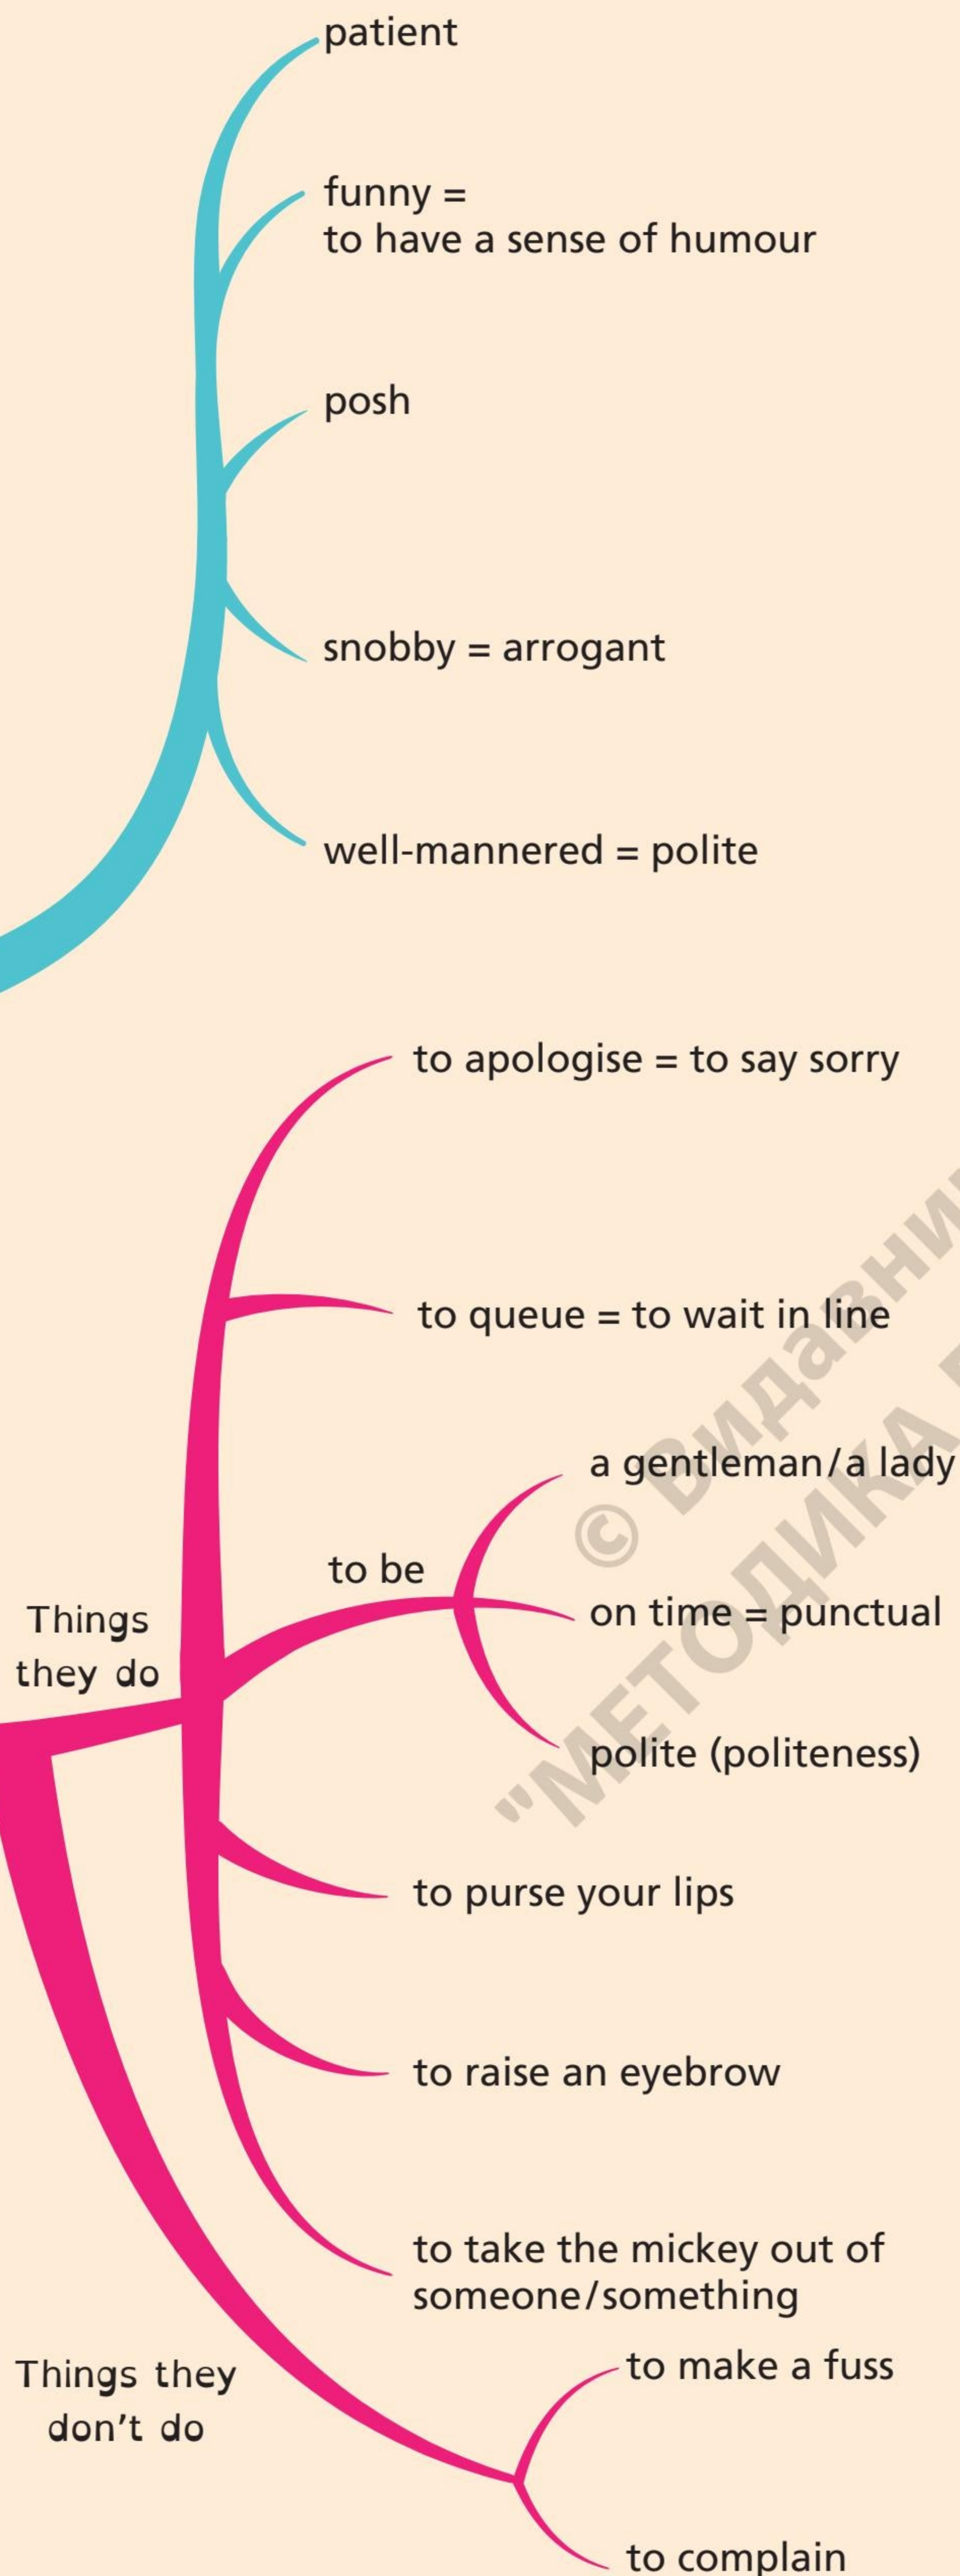 patient
funny =
to have a sense of humour
posh
snobby = arrogant
well-mannered = polite
to apologise = to say sorry
to queue = to wait in line
a gentleman/a lady
to be
on time = punctual
Things
they do
polite (politeness)
to purse your lips
to raise an eyebrow
to take the mickey out of
someone/something
to make a fuss
Things they
don't do
to complain
©
"МЕТОДИКА